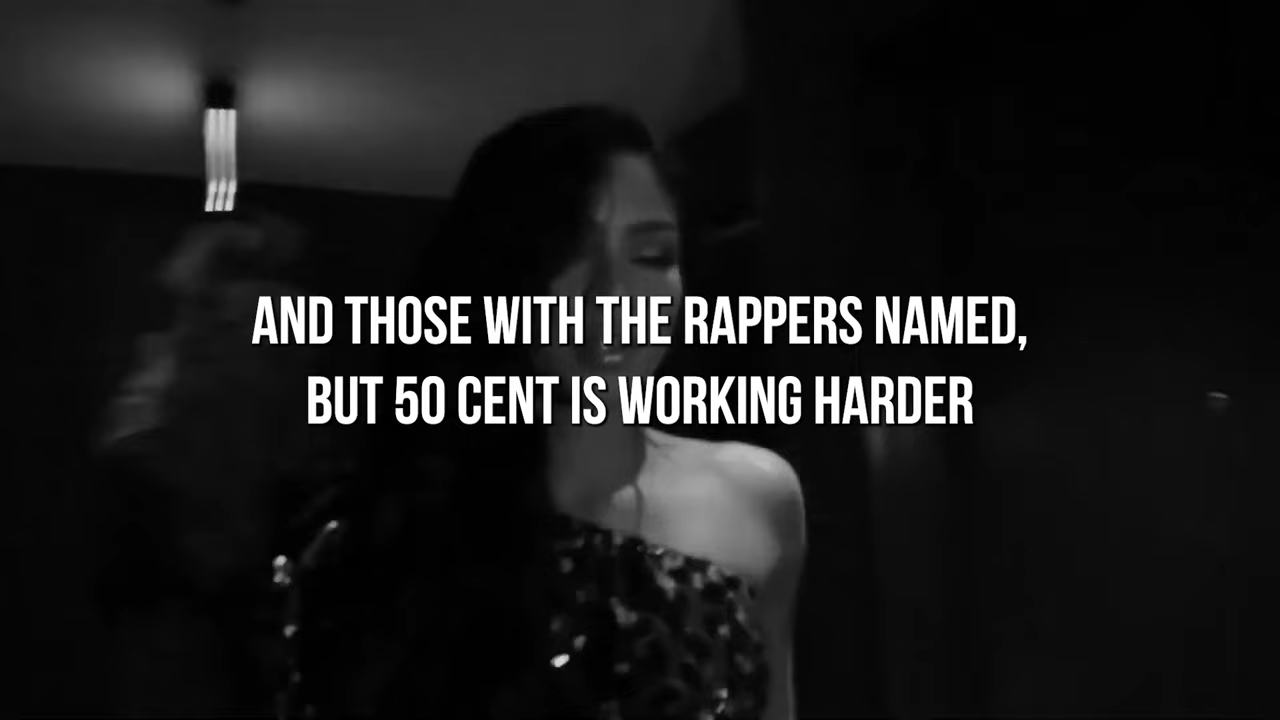 AND THOSE WITH THE RAPPERS NAMED,
BUT 50 CENT IS WORKING HARDER